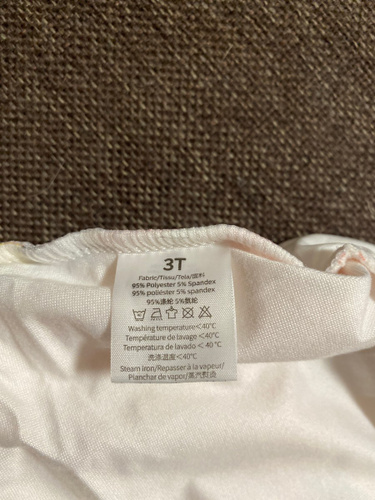 3T
Fabric/Tissu/Tela/面料
95% Polyester 5% Spandex
95% poliéster 5% spandex
95%涤纶 5%氨纶
Washing temperature＜40℃
Température de lavage ＜40℃
Temperatura de lavado ＜40 ℃
洗涤温度＜40℃
Steam iron/Repasser à la vapeur/
Planchar de vapor/蒸汽熨烫